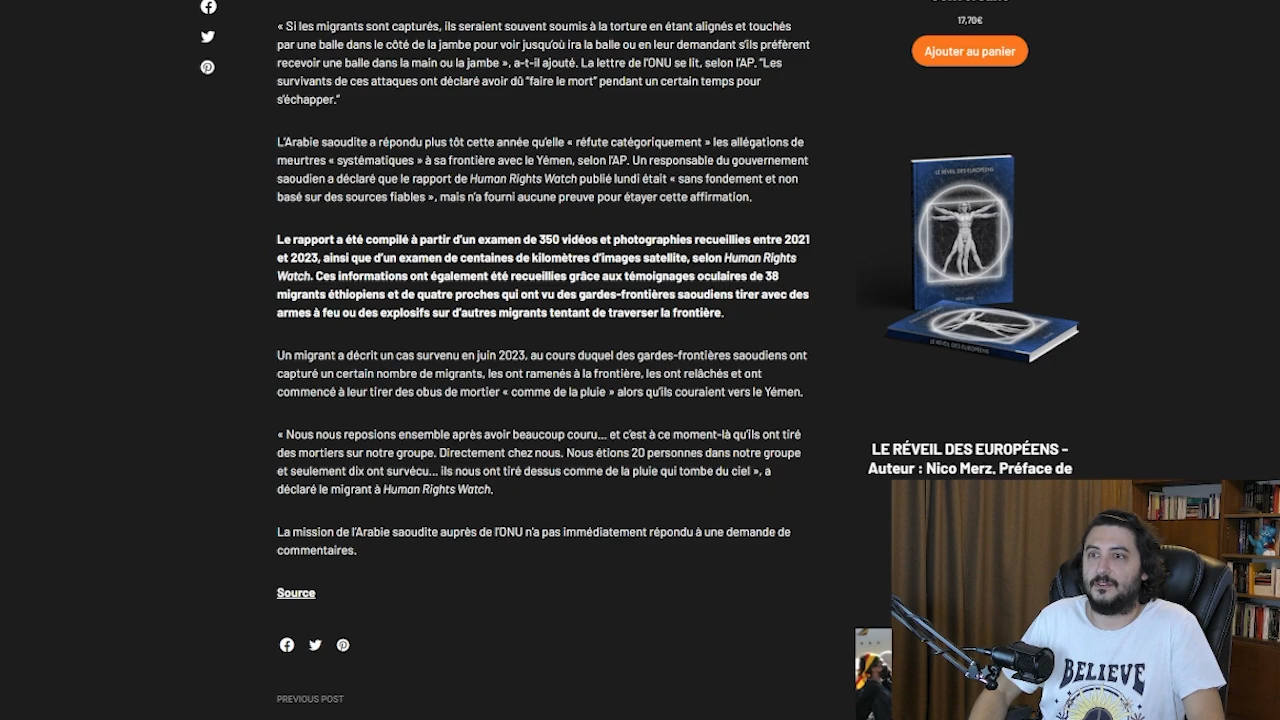 « Si les migrants sont capturés, ils seraient souvent soumis à la torture en étant alignés et touchés
par une balle dans le côté de la jambe pour voir jusqu'où ira la balle ou en leur demandant s'ils préfèrent
recevoir une balle dans la main ou la jambe », a-t-il ajouté. La lettre de l'ONU se lit, selon l'AP. “Les
survivants de ces attaques ont déclaré avoir dû “faire le mort” pendant un certain temps pour
s'échapper.”
L'Arabie saoudite a répondu plus tôt cette année qu'elle « réfute catégoriquement » les allégations de
meurtres « systématiques » à sa frontière avec le Yémen, selon l'AP. Un responsable du gouvernement
saoudien a déclaré que le rapport de Human Rights Watch publié lundi était « sans fondement et non
basé sur des sources fiables », mais n'a fourni aucune preuve pour étayer cette affirmation.
Le rapport a été compilé à partir d'un examen de 350 vidéos et photographies recueillies entre 2021
et 2023, ainsi que d'un examen de centaines de kilomètres d'images satellite, selon Human Rights
Watch. Ces informations ont également été recueillies grâce aux témoignages oculaires de 38
migrants éthiopiens et de quatre proches qui ont vu des gardes-frontières saoudiens tirer avec des
armes à feu ou des explosifs sur d'autres migrants tentant de traverser la frontière.
Un migrant a décrit un cas survenu en juin 2023, au cours duquel des gardes-frontières saoudiens ont
capturé un certain nombre de migrants, les ont ramenés à la frontière, les ont relâchés et ont
commencé à leur tirer des obus de mortier « comme de la pluie » alors qu'ils couraient vers le Yémen.
« Nous nous reposions ensemble après avoir beaucoup couru... et c'est à ce moment-là qu'ils ont tiré
des mortiers sur notre groupe. Directement chez nous. Nous étions 20 personnes dans notre groupe
et seulement dix ont survécu... ils nous ont tiré dessus comme de la pluie qui tombe du ciel », a
déclaré le migrant à Human Rights Watch.
La mission de l'Arabie saoudite auprès de l'ONU n'a pas immédiatement répondu à une demande de
commentaires.
Source
PREVIOUS POST
17,70€
Ajouter au panier
LE RÉVEIL DES EUROPÉENS
LE RÉVEIL DES EUROPÉENS
LE RÉVEIL DES EUROPÉENS –
Auteur : Nico Merz, Préface de
BELIEVE